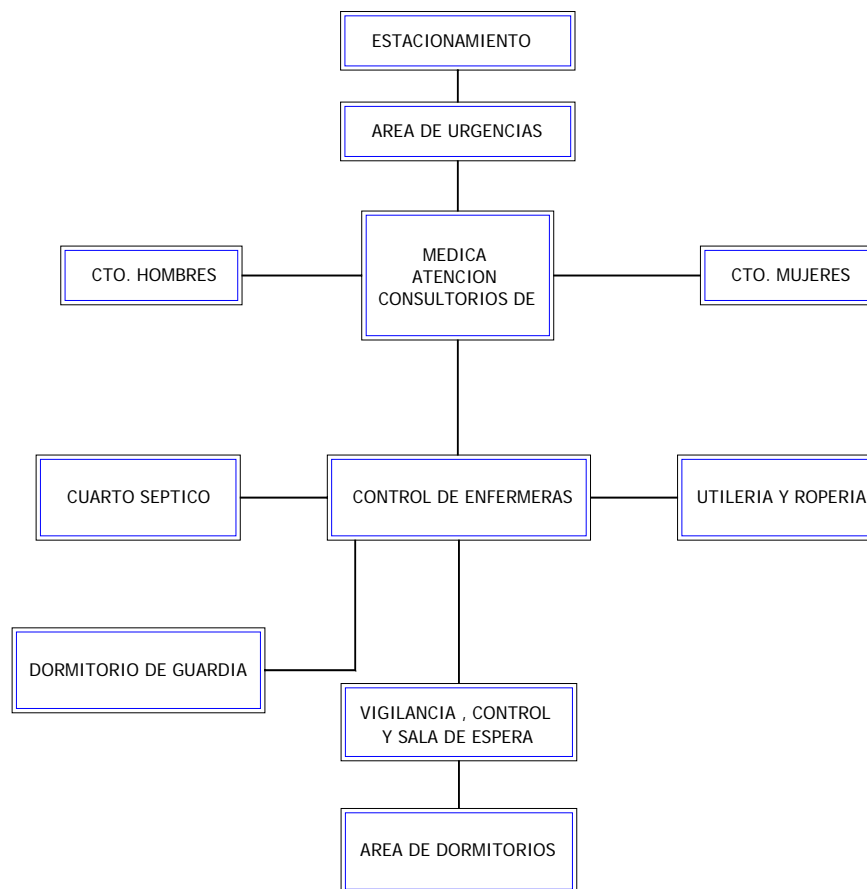 ESTACIONAMIENTO
AREA DE URGENCIAS
CTO. HOMBRES
MEDICA
ATENCION
CONSULTORIOS DE
CTO. MUJERES
CUARTO SEPTICO
CONTROL DE ENFERMERAS
UTILERIA Y ROPERIA
DORMITORIO DE GUARDIA
VIGILANCIA , CONTROL
Y SALA DE ESPERA
AREA DE DORMITORIOS